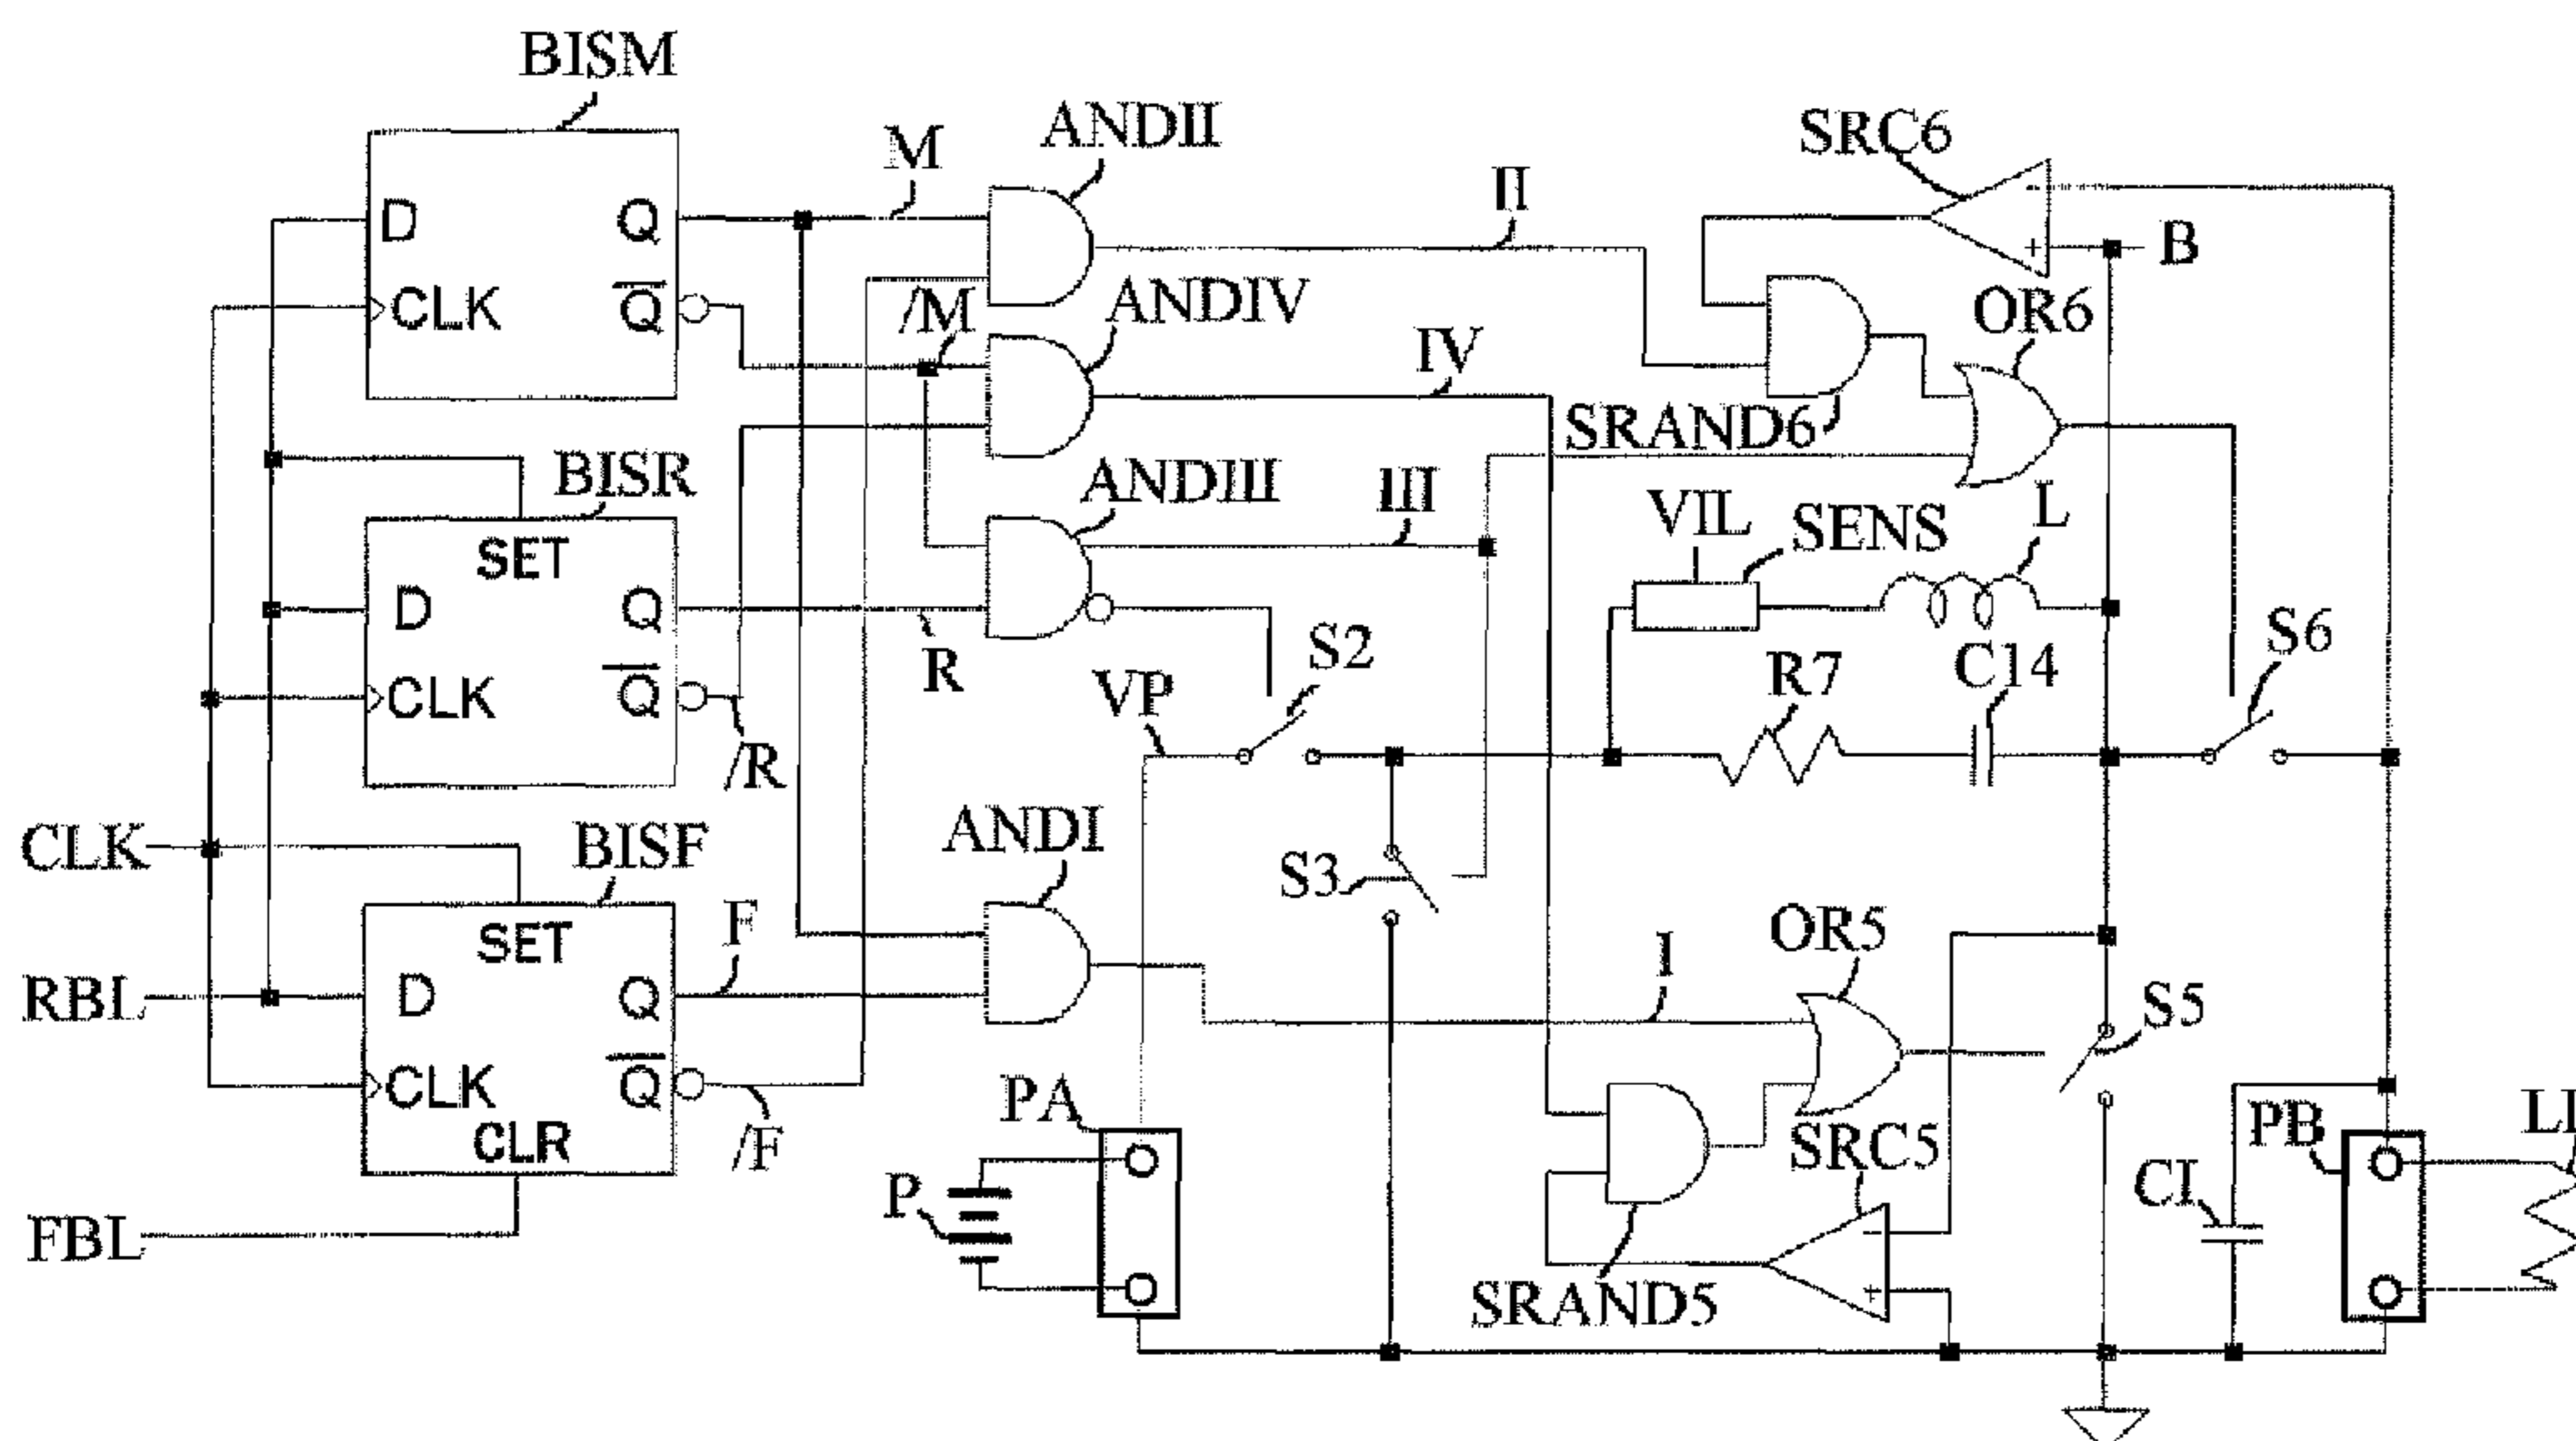 BISM
M
ANDII
SRC6
D
Q
II
-
+
B
CLK
Q
/M
ANDIV
OR6
IV
SRAND6
BISR
ANDIII
III
VIL
SENS
L
SET
D
Q
R
S2
R7
C14
S6
VP
CLK
Q
/R
CLK
BISF
ANDI
S3
OR5
SET
F
I
S5
RBL
D
Q
CLK
Q
/F
PA
SRC5
PB
CLR
P
CI
-
+
FBL
SRAND5